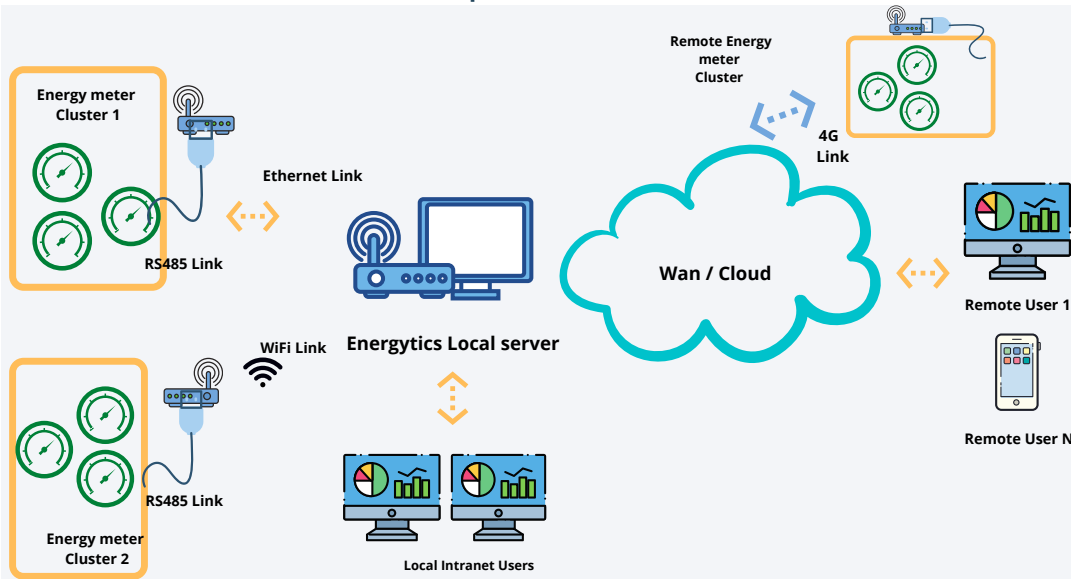 Remote Energy
meter
Cluster
Energy meter
Cluster 1
4G
Link
Ethernet Link
RS485 Link
Wan / Cloud
Remote User 1
WiFi Link
Energytics Local server
Remote User N
RS485 Link
Energy meter
Cluster 2
Local Intranet Users